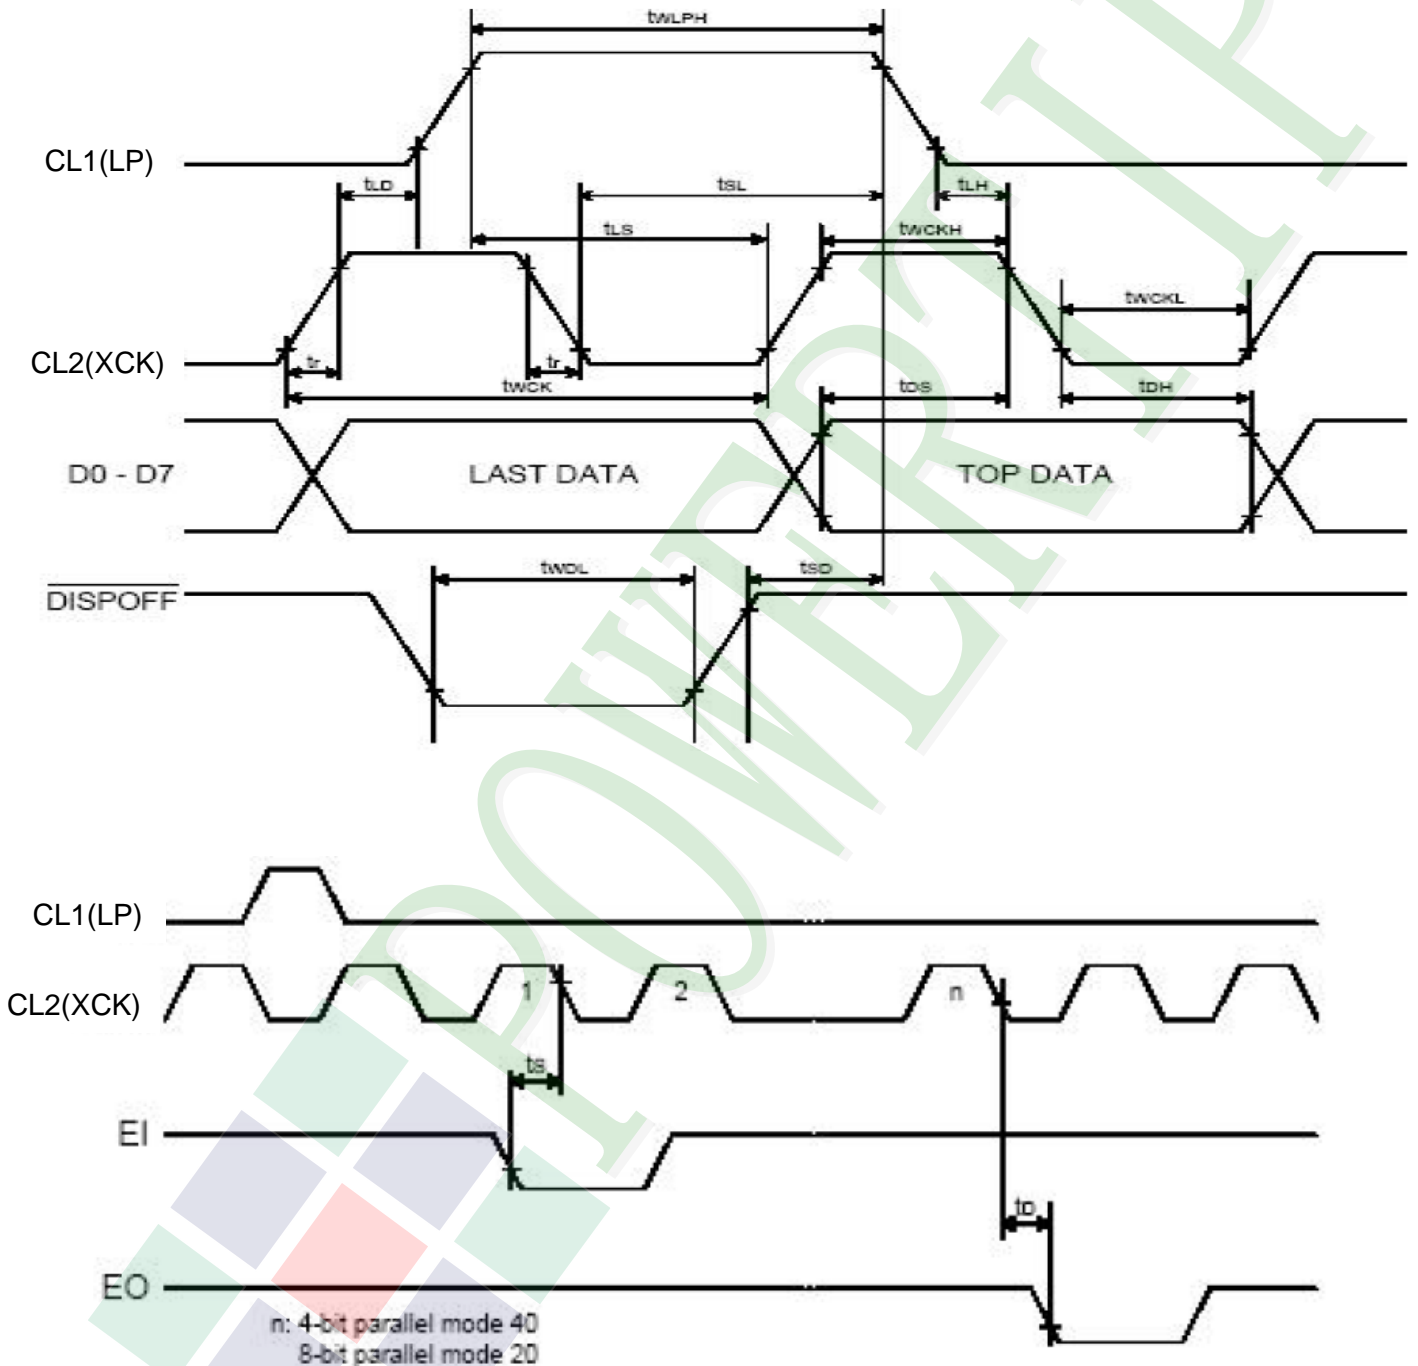 tWLPH
CL1(LP)
tLD
tSL
tLH
tLS
tWCKH
tWCKL
CL2(XCK)
tr
tr
tWCK
tDS
tDH
D0 - D7
LAST DATA
TOP DATA
DISPOFF
tWDL
tSD
CL1(LP)
CL2(XCK)
1
2
n
ts
EI
tD
EO
n: 4-bit parallel mode 40
8-bit parallel mode 20
POWERTIP